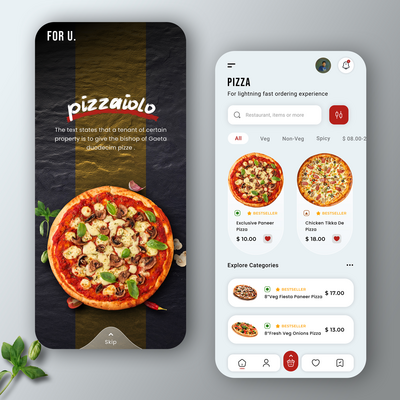 FOR U.
pizzaiolo
The text states that a tenant of certain
property is to give the bishop of Gaeta
duodecim pizze
Skip
PIZZA
For lightning fast ordering experience
Restaurant, items or more
All Veg Non-Veg Spicy $ 08.00-2
BESTSELLER
Exclusive Paneer
Pizza
$ 10.00
BESTSELLER
Chicken Tikka De
Pizza
$ 18.00
Explore Categories
BESTSELLER
8"Veg Fiesta Paneer Pizza
$ 17.00
BESTSELLER
8"Fresh Veg Onions Pizza
$ 13.00